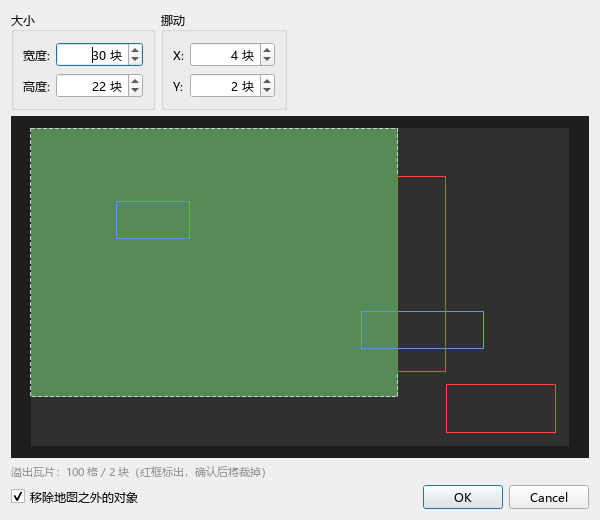 大小
挪动
宽度: 30 块
X: 4 块
高度: 22 块
Y: 2 块
溢出瓦片: 100 格 / 2 块 (红框标出，确认后将裁掉)
移除地图之外的对象
OK
Cancel